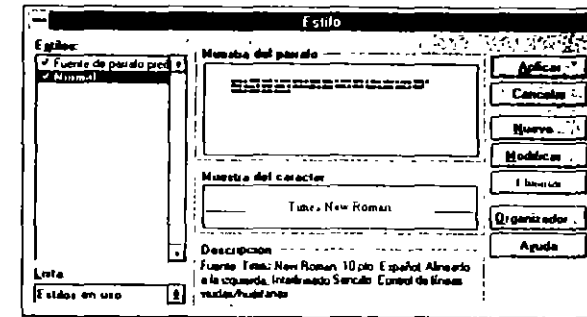 Estilo
Estilos:
✓ Fuente de párrafo pred
✓ Normal
Lista
Estilos en uso
Muestra del párrafo
Muestra del carácter
Times New Roman
Descripción
Fuente: Times New Roman, 10 pto, Español, Alineado
a la izquierda, Interlineado Sencillo, Control de líneas
viudas/huérfanas
Aplicar
Cancelar
Nuevo...
Modificar...
Eliminar
Organizador...
Ayuda